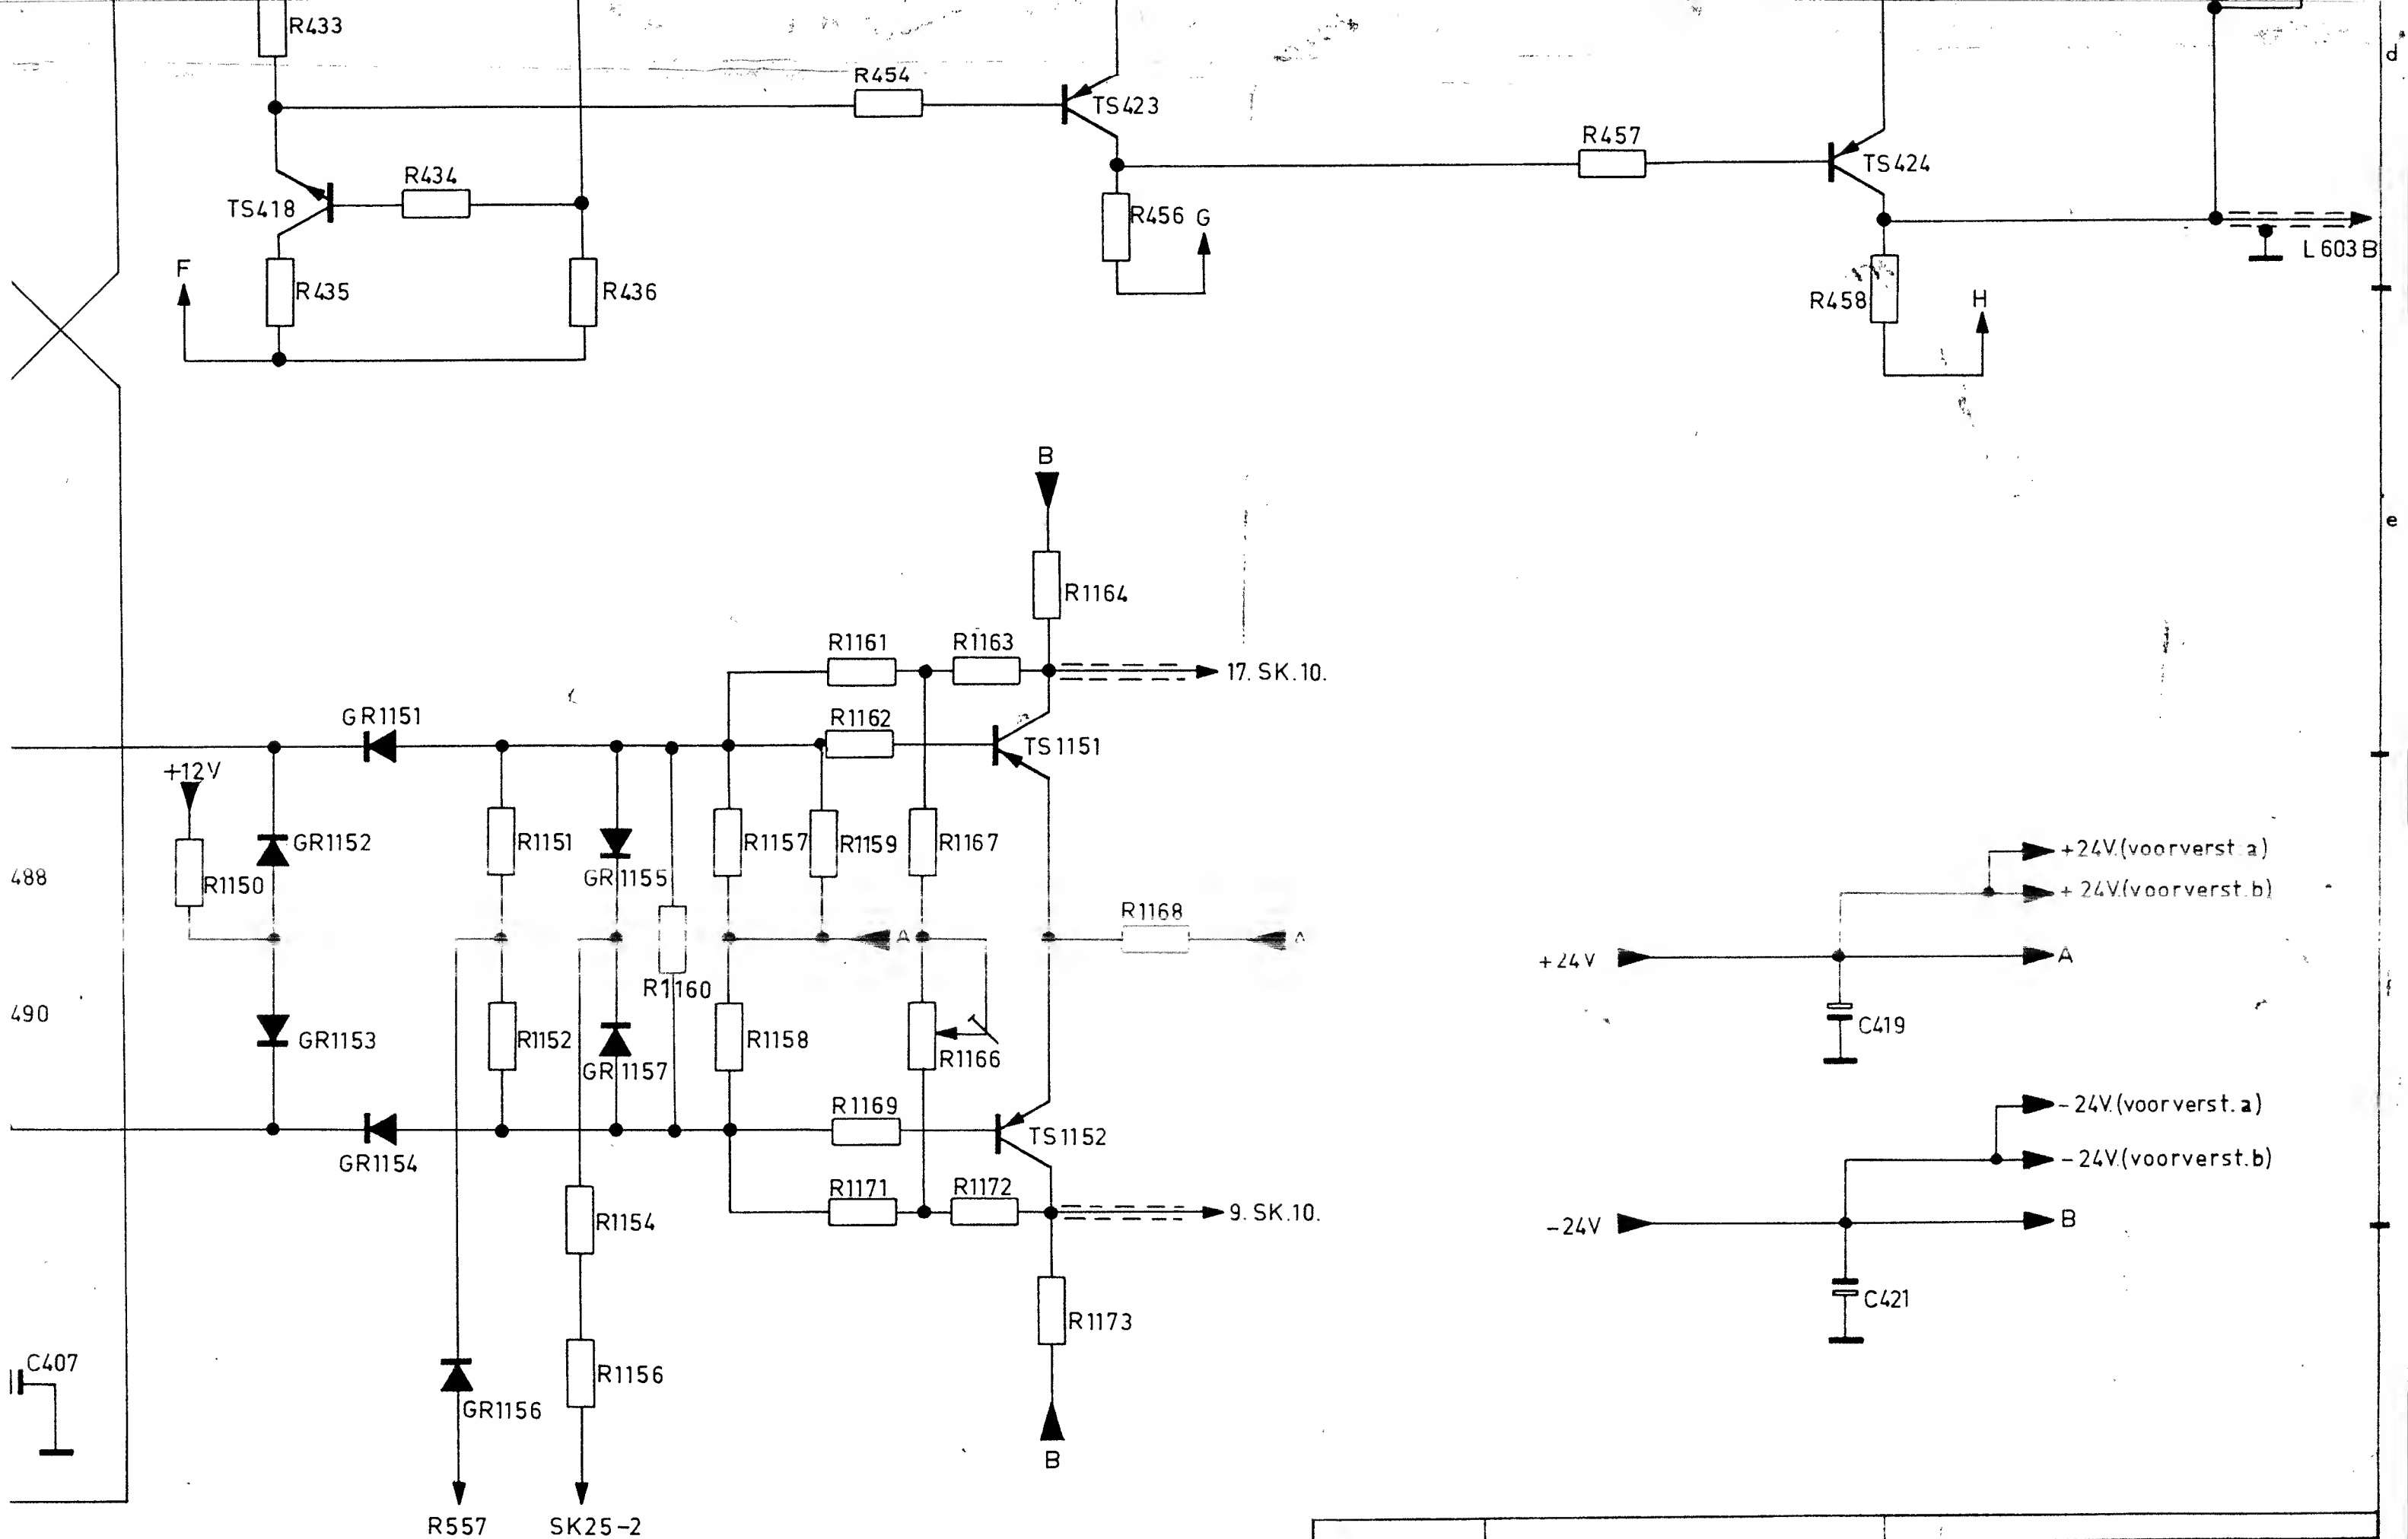 R433
d
R454
TS423
R457
TS424
R434
TS418
R456 G
L603B
F
R435
R436
R458
H
B
e
R1164
R1161
R1163
17. SK.10.
GR1151
R1162
TS1151
+12V
GR1152
R1151
R1157
R1159
R1167
+24V.(voorverst.a)
488
R1150
GR1155
+24V.(voorverst.b)
R1168
A
A
+24V
A
R1160
f
490
GR1153
R1152
R1158
R1166
C419
GR1157
R1169
-24V.(voorverst.a)
TS1152
GR1154
-24V.(voorverst.b)
R1171
R1172
R1154
9. SK.10.
-24V
B
C421
R1173
C407
R1156
GR1156
B
R557
SK25-2